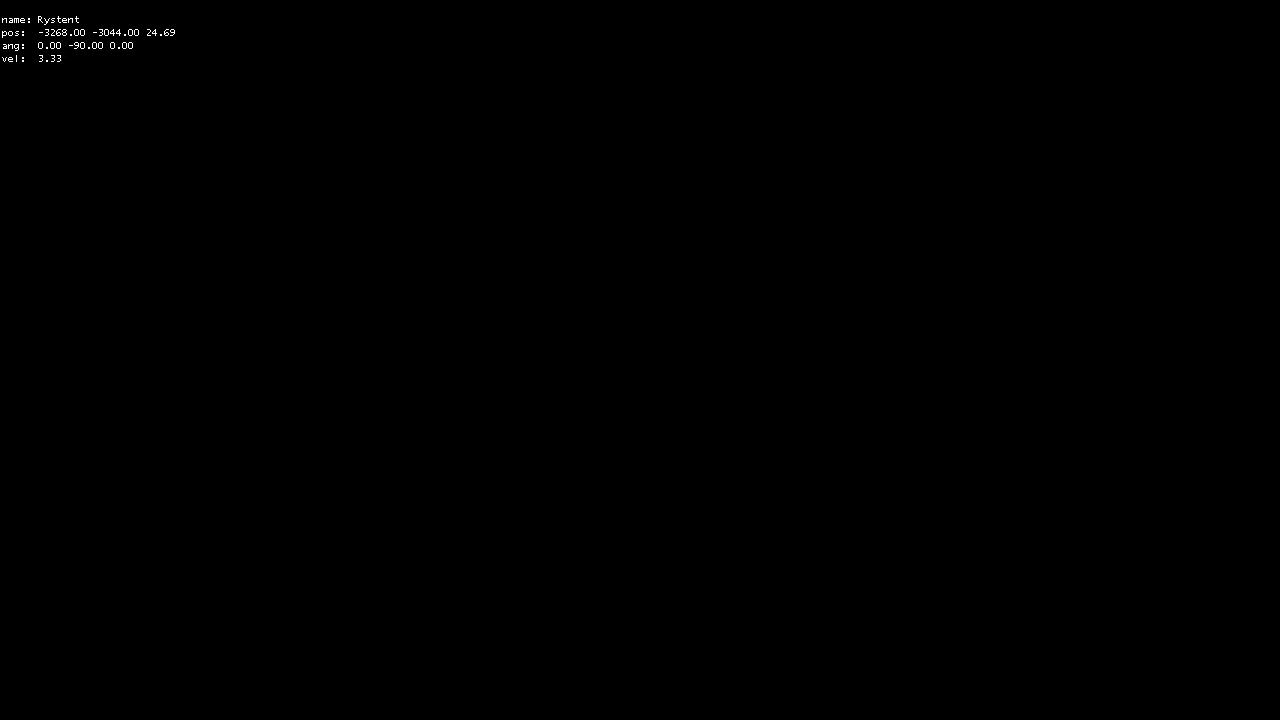 name: Rystent
pos: -3268.00 -3044.00 24.69
ang: 0.00 -90.00 0.00
vel: 3.33